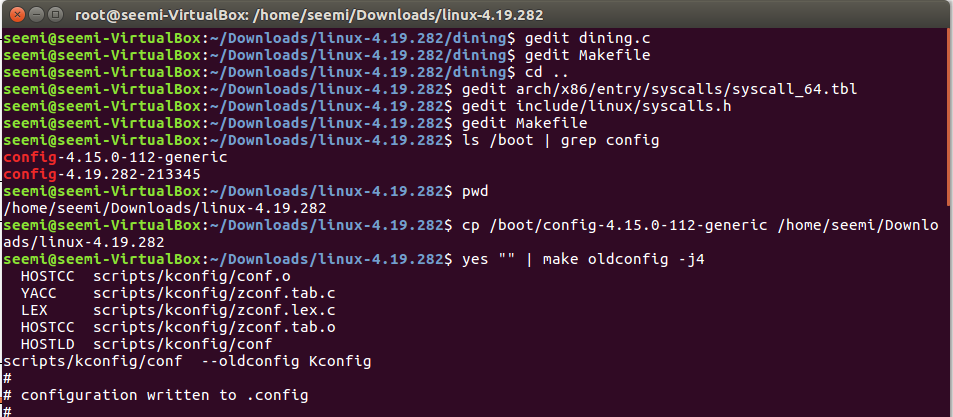 root@seemi-VirtualBox: /home/seemi/Downloads/linux-4.19.282
seemi@seemi-VirtualBox:~/Downloads/linux-4.19.282/dining$ gedit dining.c
seemi@seemi-VirtualBox:~/Downloads/linux-4.19.282/dining$ gedit Makefile
seemi@seemi-VirtualBox:~/Downloads/linux-4.19.282/dining$ cd ..
seemi@seemi-VirtualBox:~/Downloads/linux-4.19.282$ gedit arch/x86/entry/syscalls/syscall_64.tbl
seemi@seemi-VirtualBox:~/Downloads/linux-4.19.282$ gedit include/linux/syscalls.h
seemi@seemi-VirtualBox:~/Downloads/linux-4.19.282$ gedit Makefile
seemi@seemi-VirtualBox:~/Downloads/linux-4.19.282$ ls /boot | grep config
config-4.15.0-112-generic
config-4.19.282-213345
seemi@seemi-VirtualBox:~/Downloads/linux-4.19.282$ pwd
/home/seemi/Downloads/linux-4.19.282
seemi@seemi-VirtualBox:~/Downloads/linux-4.19.282$ cp /boot/config-4.15.0-112-generic /home/seemi/Downlo
ads/linux-4.19.282
seemi@seemi-VirtualBox:~/Downloads/linux-4.19.282$ yes "" | make oldconfig -j4
  HOSTCC  scripts/kconfig/conf.o
  YACC    scripts/kconfig/zconf.tab.c
  LEX     scripts/kconfig/zconf.lex.c
  HOSTCC  scripts/kconfig/zconf.tab.o
  HOSTLD  scripts/kconfig/conf
scripts/kconfig/conf  --oldconfig Kconfig
#
# configuration written to .config
#